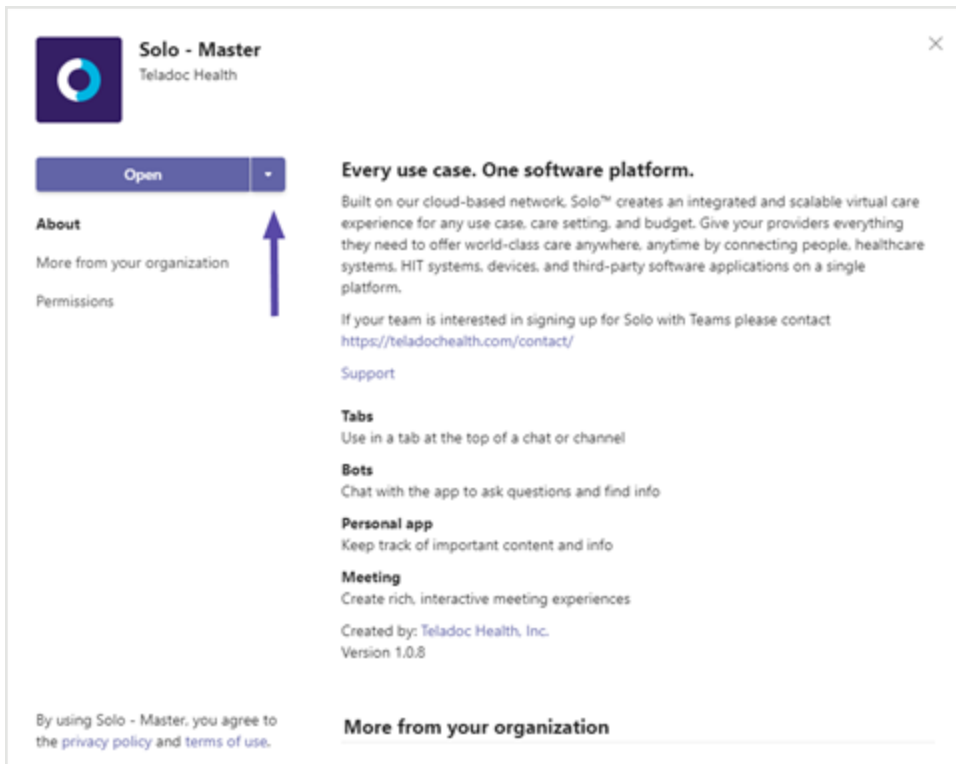 Solo - Master
Teladoc Health
Open
About
More from your organization
Permissions
Every use case. One software platform.
Built on our cloud-based network, Solo™ creates an integrated and scalable virtual care
experience for any use case, care setting, and budget. Give your providers everything
they need to offer world-class care anywhere, anytime by connecting people, healthcare
systems, HIT systems, devices, and third-party software applications on a single
platform.
If your team is interested in signing up for Solo with Teams please contact
https://teladochealth.com/contact/
Support
Tabs
Use in a tab at the top of a chat or channel
Bots
Chat with the app to ask questions and find info
Personal app
Keep track of important content and info
Meeting
Create rich, interactive meeting experiences
Created by: Teladoc Health, Inc.
Version 1.0.8
By using Solo - Master, you agree to
the privacy policy and terms of use.
More from your organization